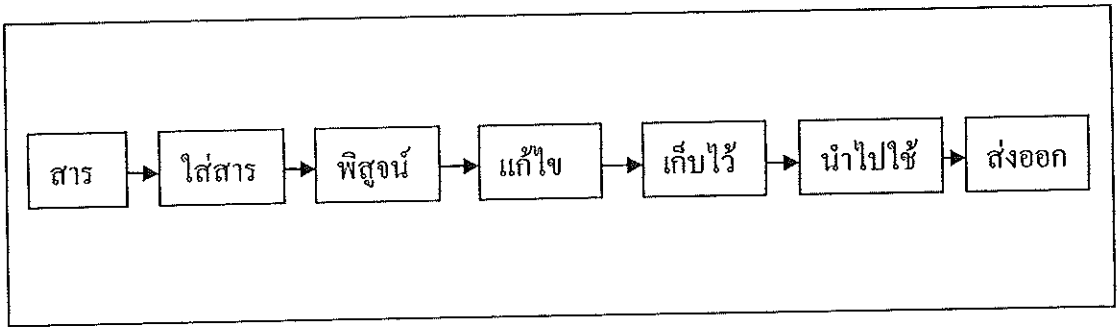 สาร ใส่สาร พิสูจน์ แก้ไข เก็บไว้ นำไปใช้ ส่งออก